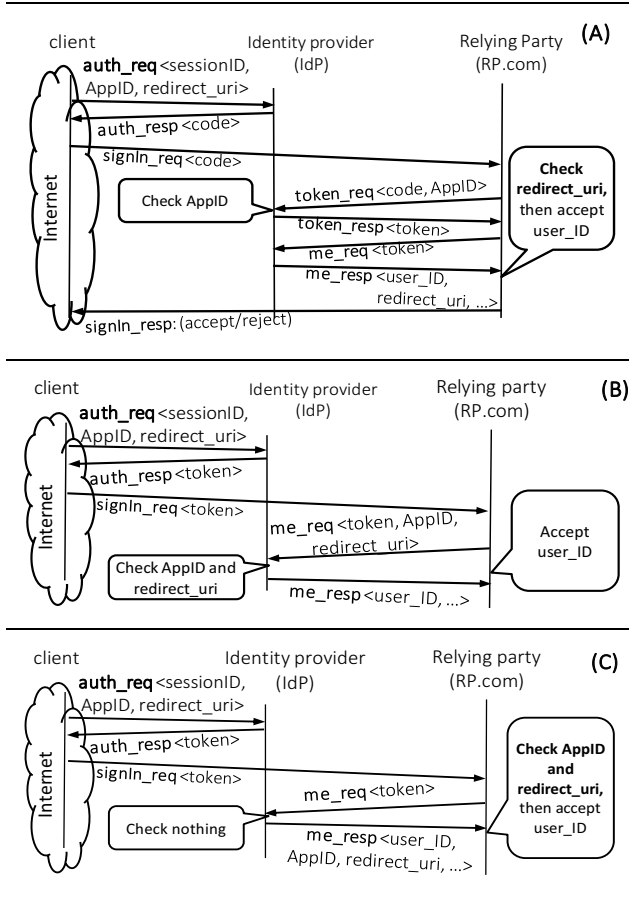 (A)
client
Identity provider
(IdP)
Relying Party
(RP.com)
auth_req<sessionID,
AppID, redirect_uri>
auth_resp<code>
signIn_req<code>
Internet
Check AppID
token_req<code, AppID>
token_resp<token>
me_req<token>
me_resp<user_ID,
redirect_uri, ...>
Check
redirect_uri,
then accept
user_ID
signIn_resp: (accept/reject)
(B)
client
Identity provider
(IdP)
Relying party
(RP.com)
auth_req<sessionID,
AppID, redirect_uri>
auth_resp<token>
signIn_req<token>
Internet
me_req<token, AppID,
redirect_uri>
Check AppID and
redirect_uri
me_resp<user_ID, ...>
Accept
user_ID
(C)
client
Identity provider
(IdP)
Relying party
(RP.com)
auth_req<sessionID,
AppID, redirect_uri>
auth_resp<token>
signIn_req<token>
Internet
me_req<token>
Check nothing
me_resp<user_ID,
AppID, redirect_uri, ...>
Check AppID
and
redirect_uri,
then accept
user_ID